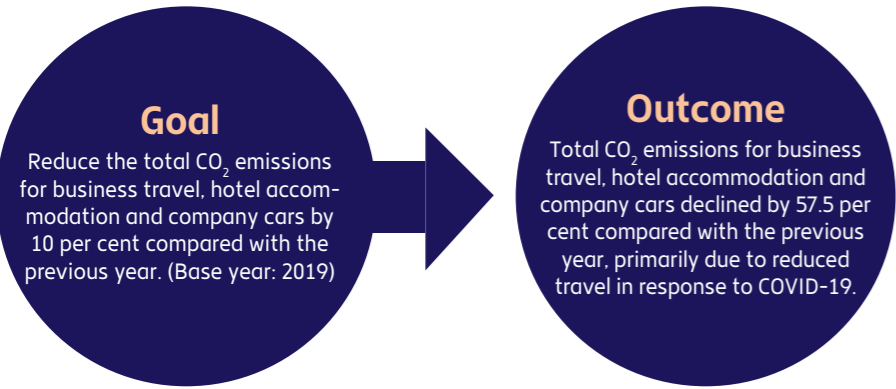 Goal
Reduce the total CO₂ emissions
for business travel, hotel accom-
modation and company cars by
10 per cent compared with the
previous year. (Base year: 2019)
Outcome
Total CO₂ emissions for business
travel, hotel accommodation and
company cars declined by 57.5 per
cent compared with the previous
year, primarily due to reduced
travel in response to COVID-19.